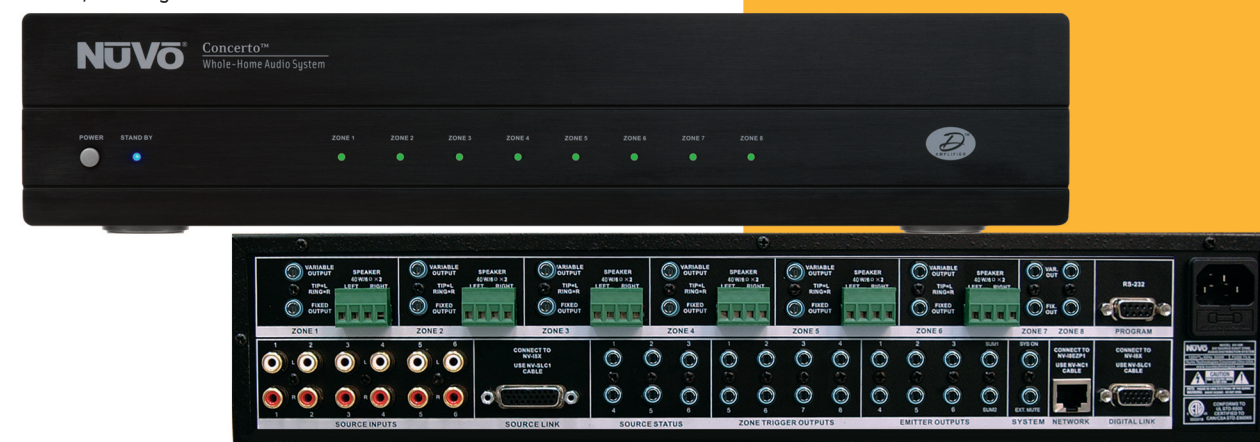 NŪVŌ®
Concerto™
Whole-Home Audio System
POWER STAND BY ZONE 1 ZONE 2 ZONE 3 ZONE 4 ZONE 5 ZONE 6 ZONE 7 ZONE 8
D
AMPLIFIER
VARIABLE OUTPUT TIP=L RING=R FIXED OUTPUT SPEAKER LEFT RIGHT
VARIABLE OUTPUT TIP=L RING=R FIXED OUTPUT SPEAKER LEFT RIGHT
VARIABLE OUTPUT TIP=L RING=R FIXED OUTPUT SPEAKER LEFT RIGHT
VARIABLE OUTPUT TIP=L RING=R FIXED OUTPUT SPEAKER LEFT RIGHT
VARIABLE OUTPUT TIP=L RING=R FIXED OUTPUT SPEAKER LEFT RIGHT
VARIABLE OUTPUT TIP=L RING=R FIXED OUTPUT SPEAKER LEFT RIGHT
VAR. OUT FIX. OUT
RS-232
ZONE 1 ZONE 2 ZONE 3 ZONE 4 ZONE 5 ZONE 6 ZONE 7 ZONE 8 PROGRAM
1 2 3 4 5 6
L L
R R
1 2 3 4 5 6
CONNECT TO
NV-I8X
USE NV-SLC1
CABLE
1 2 3
4 5 6
1 2 3 4
5 6 7 8
1 2 3 SUM1
4 5 6 SUM2
SYS ON
EXT. MUTE
CONNECT TO
NV-I8EZP1
USE NV-NC1
CABLE
CONNECT TO
NV-I8X
USE NV-SLC1
CABLE
SOURCE INPUTS SOURCE LINK SOURCE STATUS ZONE TRIGGER OUTPUTS EMITTER OUTPUTS SYSTEM NETWORK DIGITAL LINK
NUVO
CAUTION
CONFORMS TO